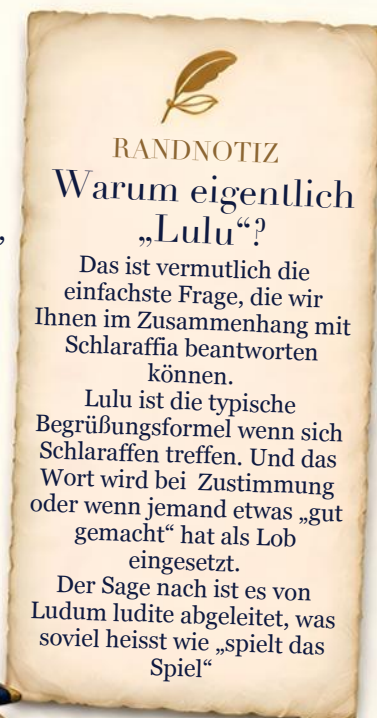 RANDNOTIZ
Warum eigentlich
„Lulu“?
Das ist vermutlich die
einfachste Frage, die wir
Ihnen im Zusammenhang mit
Schlaraffia beantworten
können.
Lulu ist die typische
Begrüßungsformel wenn sich
Schlaraffen treffen. Und das
Wort wird bei  Zustimmung
oder wenn jemand etwas „gut
gemacht“ hat als Lob
eingesetzt.
Der Sage nach ist es von
Ludum ludite abgeleitet, was
soviel heisst wie „spielt das
Spiel“